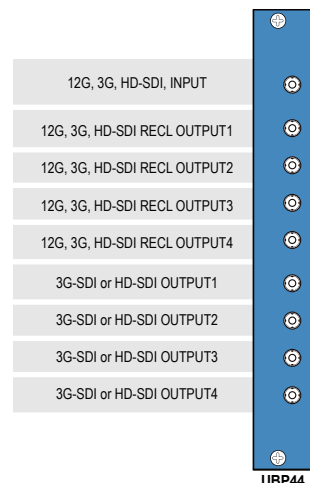 12G, 3G, HD-SDI, INPUT
12G, 3G, HD-SDI RECL OUTPUT1
12G, 3G, HD-SDI RECL OUTPUT2
12G, 3G, HD-SDI RECL OUTPUT3
12G, 3G, HD-SDI RECL OUTPUT4
3G-SDI or HD-SDI OUTPUT1
3G-SDI or HD-SDI OUTPUT2
3G-SDI or HD-SDI OUTPUT3
3G-SDI or HD-SDI OUTPUT4
UBP44